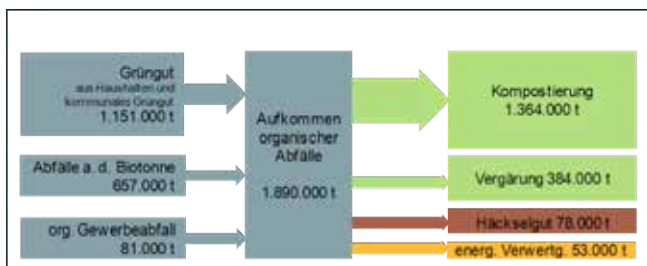 Grüngut
aus Haushalten und
kommunales Grüngut
1.151.000 t
Abfälle a. d. Biotonne
657.000 t
org. Gewerbeabfall
81.000 t
Aufkommen
organischer
Abfälle
1.890.000 t
Kompostierung
1.364.000 t
Vergärung 384.000 t
Häckselgut 78.000 t
energ. Verwertg. 53.000 t